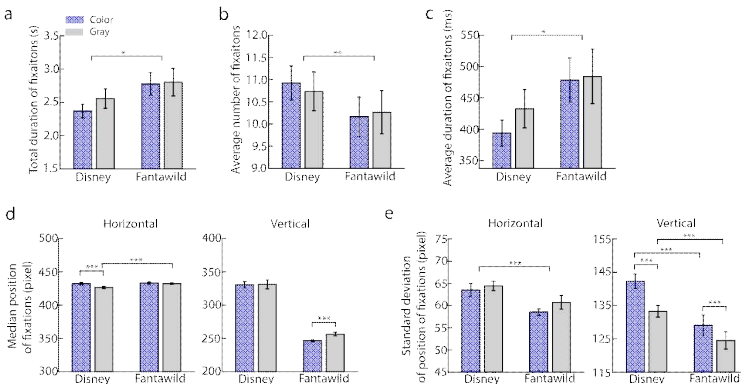 a
b
c
Color
Gray
Total duration of fixaitons (s)
3.5
3.0
2.5
2.0
1.5
*
Disney Fantawild
Average number of fixaitons
12.0
11.5
11.0
10.5
10.0
9.5
9.0
**
Disney Fantawild
Average duration of fixaitons (ms)
550
500
450
400
350
*
Disney Fantawild
d
Horizontal
Vertical
Median position
of fixations (pixel)
500
450
400
350
300
***
***
Disney Fantawild
400
350
300
250
200
***
Disney Fantawild
e
Horizontal
Vertical
Standard deviation
of position of fixations (pixel)
75
70
65
60
55
50
45
***
Disney Fantawild
155
145
135
125
115
***
***
***
***
Disney Fantawild